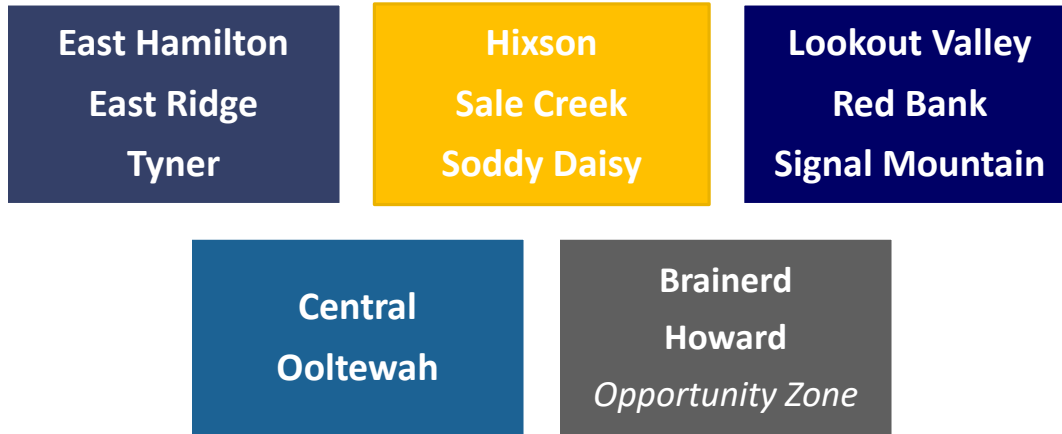 East Hamilton
East Ridge
Tyner
Hixson
Sale Creek
Soddy Daisy
Lookout Valley
Red Bank
Signal Mountain
Central
Ooltewah
Brainerd
Howard
Opportunity Zone